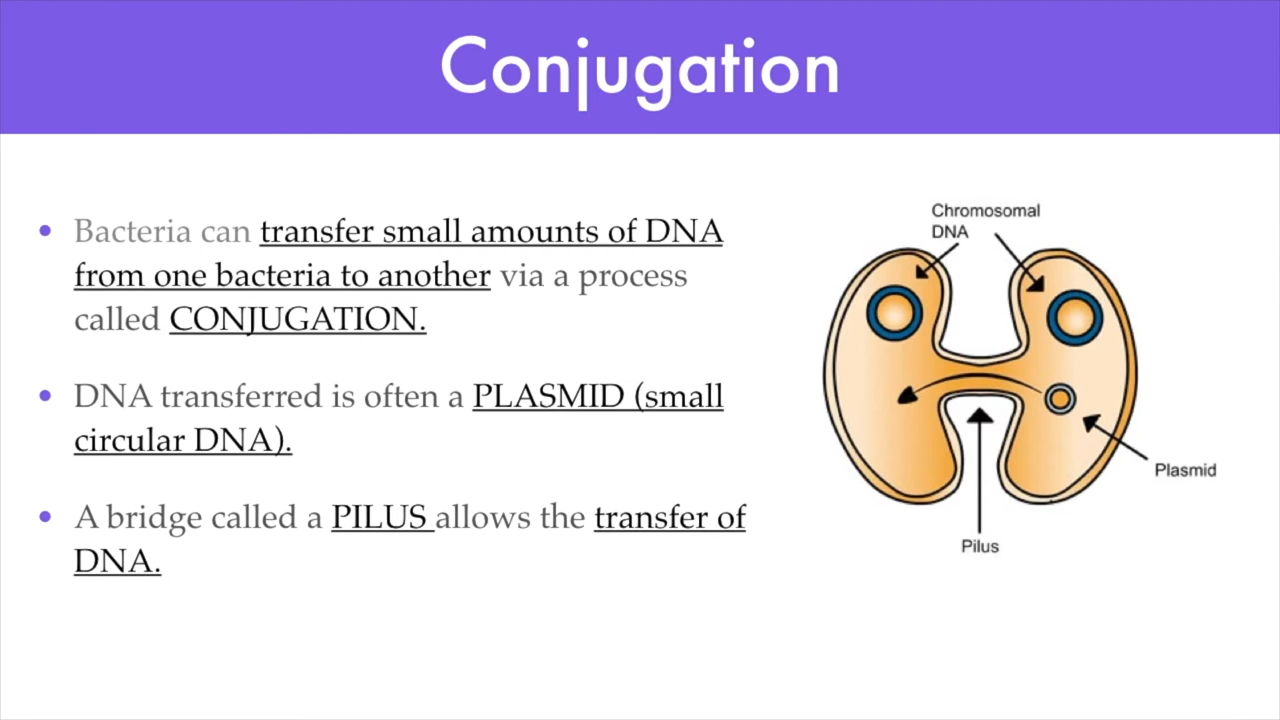 Conjugation
Bacteria can transfer small amounts of DNA
from one bacteria to another via a process
called CONJUGATION.
DNA transferred is often a PLASMID (small
circular DNA).
A bridge called a PILUS allows the transfer of
DNA.
Chromosomal
DNA
Plasmid
Pilus